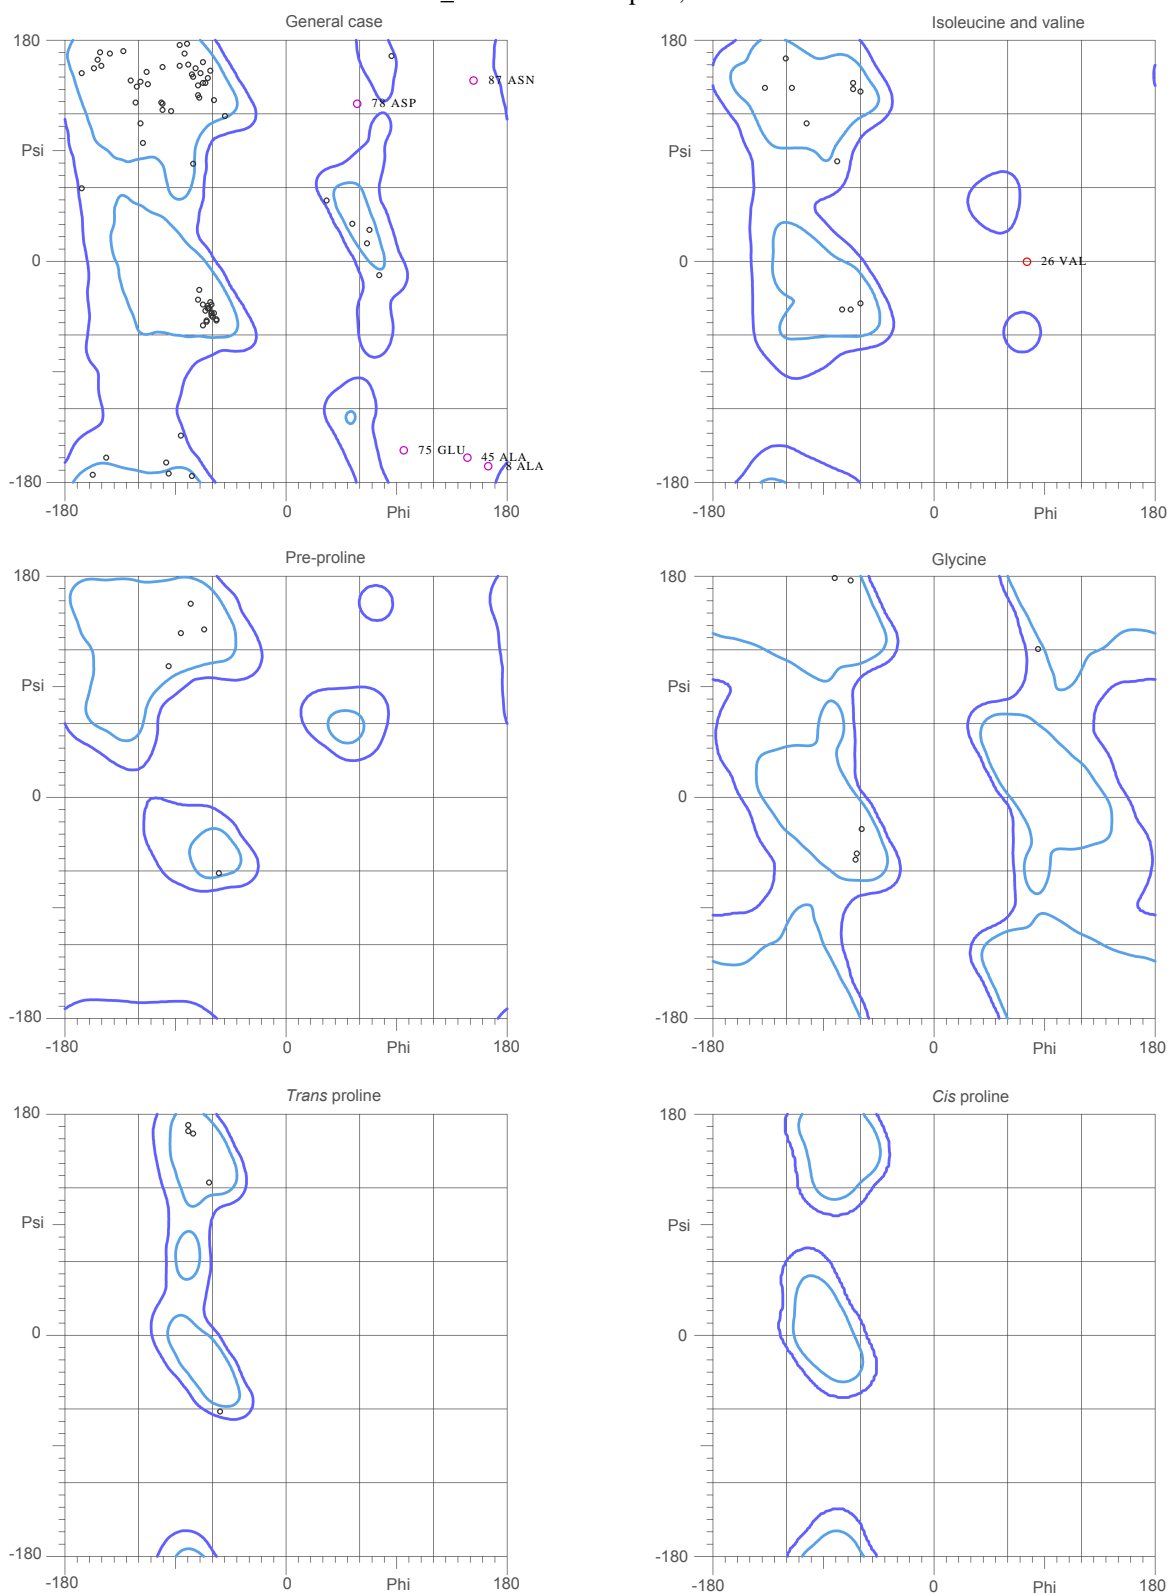 General case
180
Psi
0
-180
-180
0
Phi
180
87 ASN
78 ASP
75 GLU
45 ALA
8 ALA
Isoleucine and valine
180
Psi
0
-180
-180
0
Phi
180
26 VAL
Pre-proline
180
Psi
0
-180
-180
0
Phi
180
Glycine
180
Psi
0
-180
-180
0
Phi
180
Trans proline
180
Psi
0
-180
-180
0
Phi
180
Cis proline
180
Psi
0
-180
-180
0
Phi
180